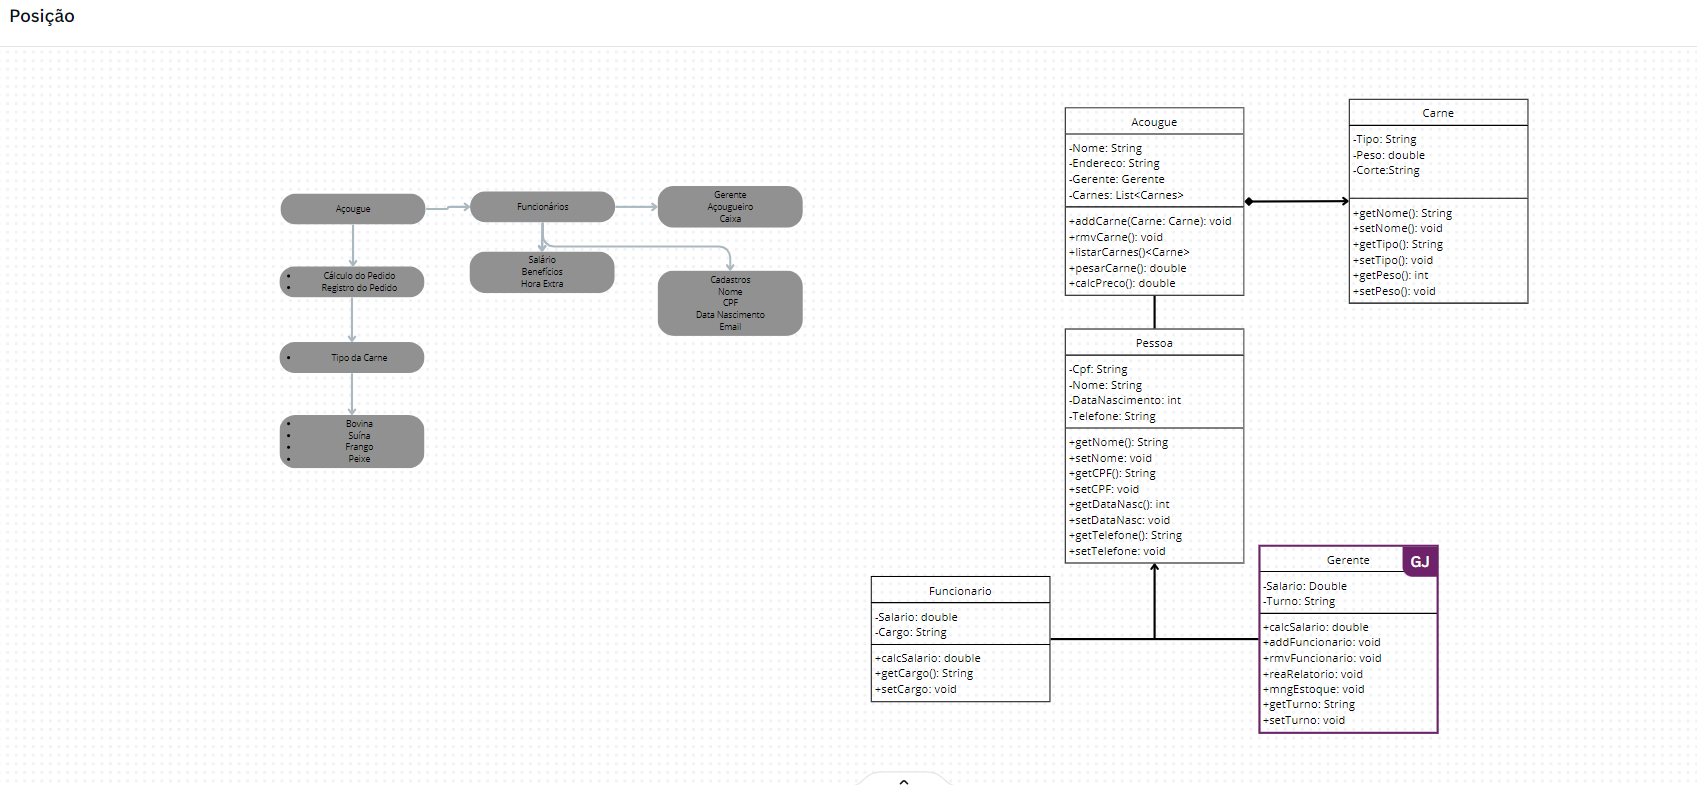 Posição
Açougue
Funcionários
Gerente
Açougueiro
Caixa
Cálculo do Pedido
Registro do Pedido
Salário
Benefícios
Hora Extra
Cadastros
Nome
CPF
Data Nascimento
Email
Tipo da Carne
Bovina
Suína
Frango
Peixe
Acougue
-Nome: String
-Endereco: String
-Gerente: Gerente
-Carnes: List<Carnes>
+addCarne(Carne: Carne): void
+rmvCarne(): void
+listarCarnes()<Carne>
+pesarCarne(): double
+calcPreco(): double
Carne
-Tipo: String
-Peso: double
-Corte:String
+getNome(): String
+setNome(): void
+getTipo(): String
+setTipo(): void
+getPeso(): int
+setPeso(): void
Pessoa
-Cpf: String
-Nome: String
-DataNascimento: int
-Telefone: String
+getNome(): String
+setNome: void
+getCPF(): String
+setCPF: void
+getDataNasc(): int
+setDataNasc: void
+getTelefone(): String
+setTelefone: void
Funcionario
-Salario: double
-Cargo: String
+calcSalario: double
+getCargo(): String
+setCargo: void
Gerente
GJ
-Salario: Double
-Turno: String
+calcSalario: double
+addFuncionario: void
+rmvFuncionario: void
+reaRelatorio: void
+mngEstoque: void
+getTurno: String
+setTurno: void